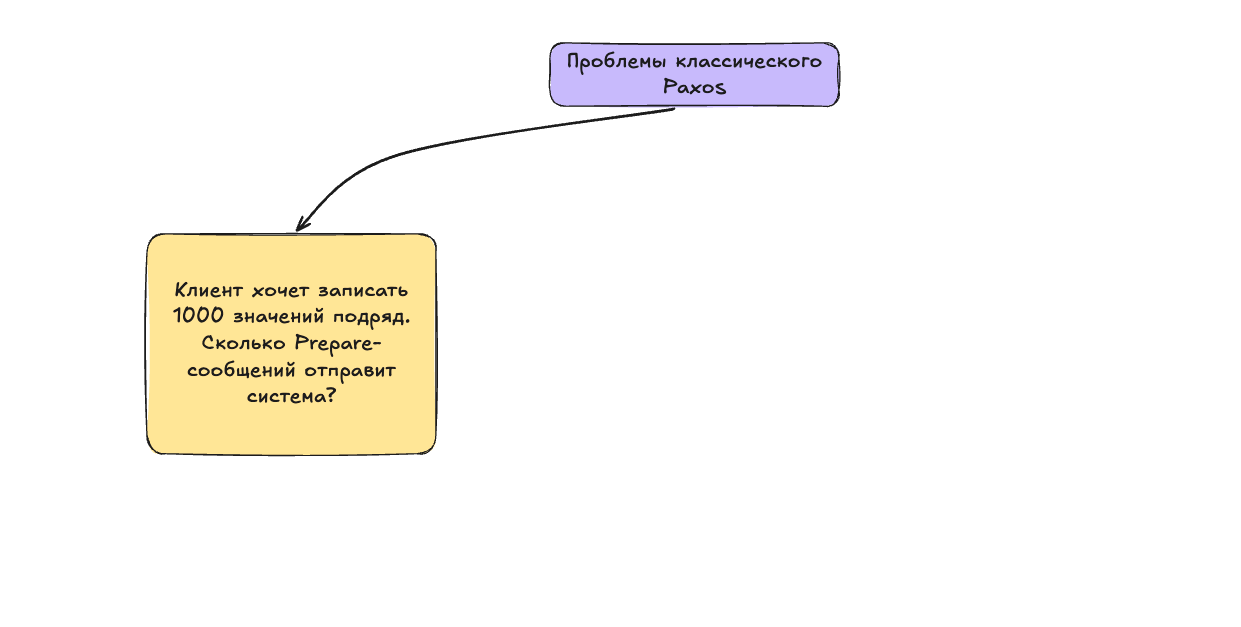 Проблемы классического
Paxos
Клиент хочет записать
1000 значений подряд.
Сколько Prepare-
сообщений отправит
система?